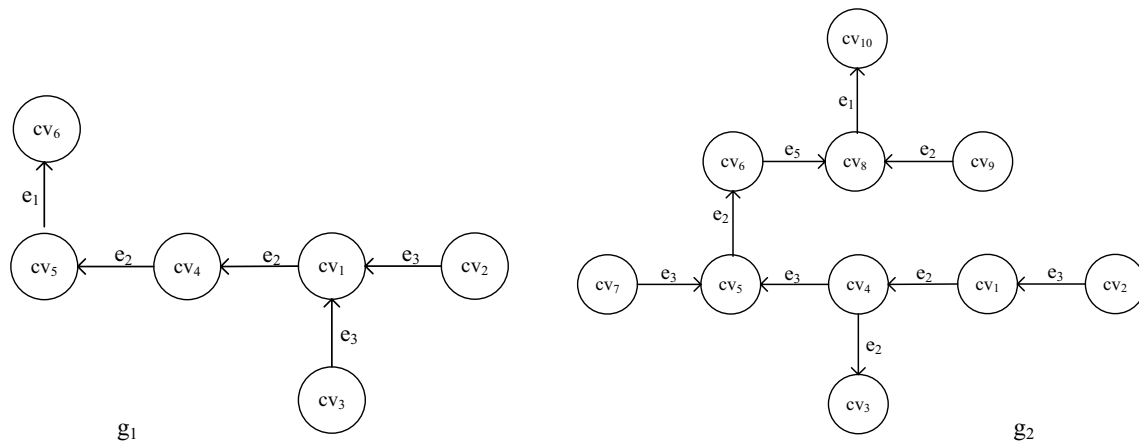 cv₁₀
e₁
cv₆
cv₆ e₅ cv₈ e₂ cv₉
e₁
e₂
cv₅ e₂ cv₄ e₂ cv₁ e₃ cv₂
cv₇ e₃ cv₅ e₃ cv₄ e₂ cv₁ e₃ cv₂
e₃
e₂
cv₃
cv₃
g₁
g₂